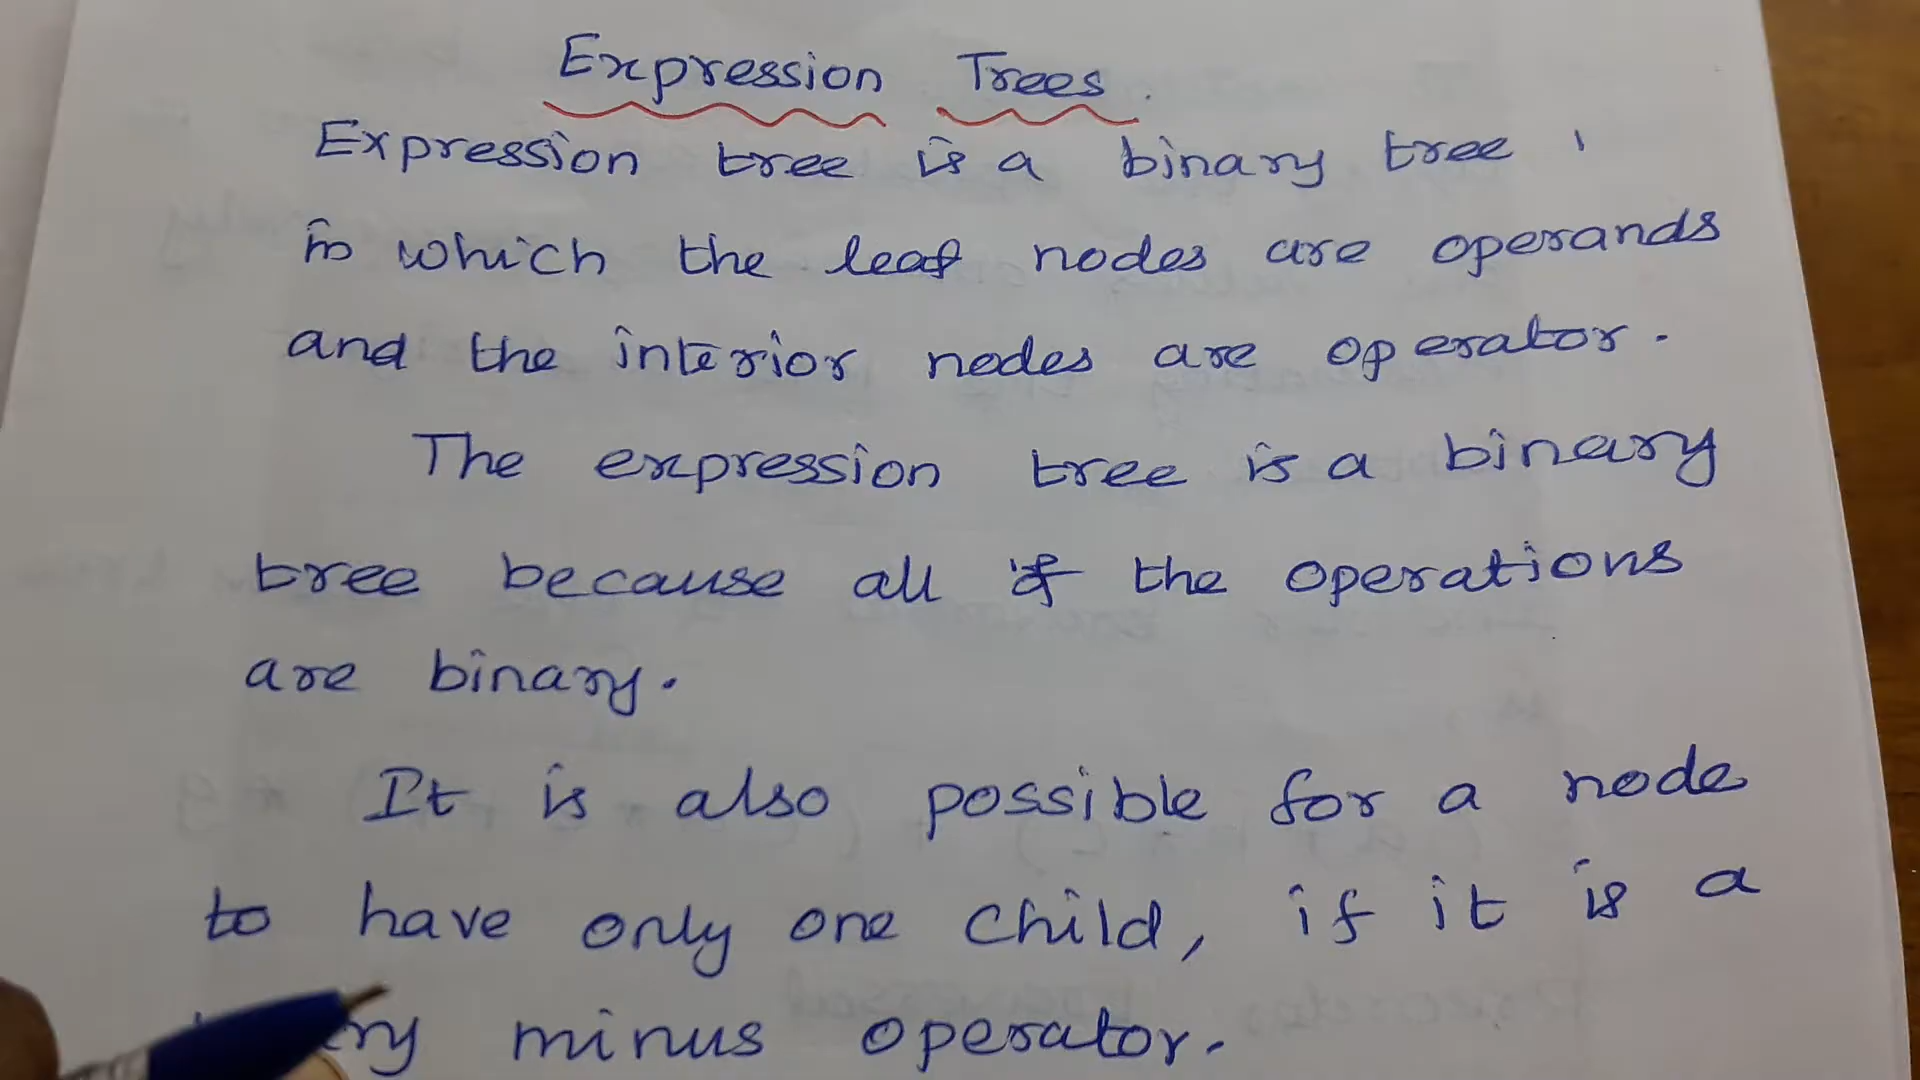 Expression Trees.
Expression tree is a binary tree
in which the leaf nodes are operands
and the interior nodes are operator.
The expression tree is a binary
tree because all of the operations
are binary.
It is also possible for a node
to have only one child, if it is a
minus operator.